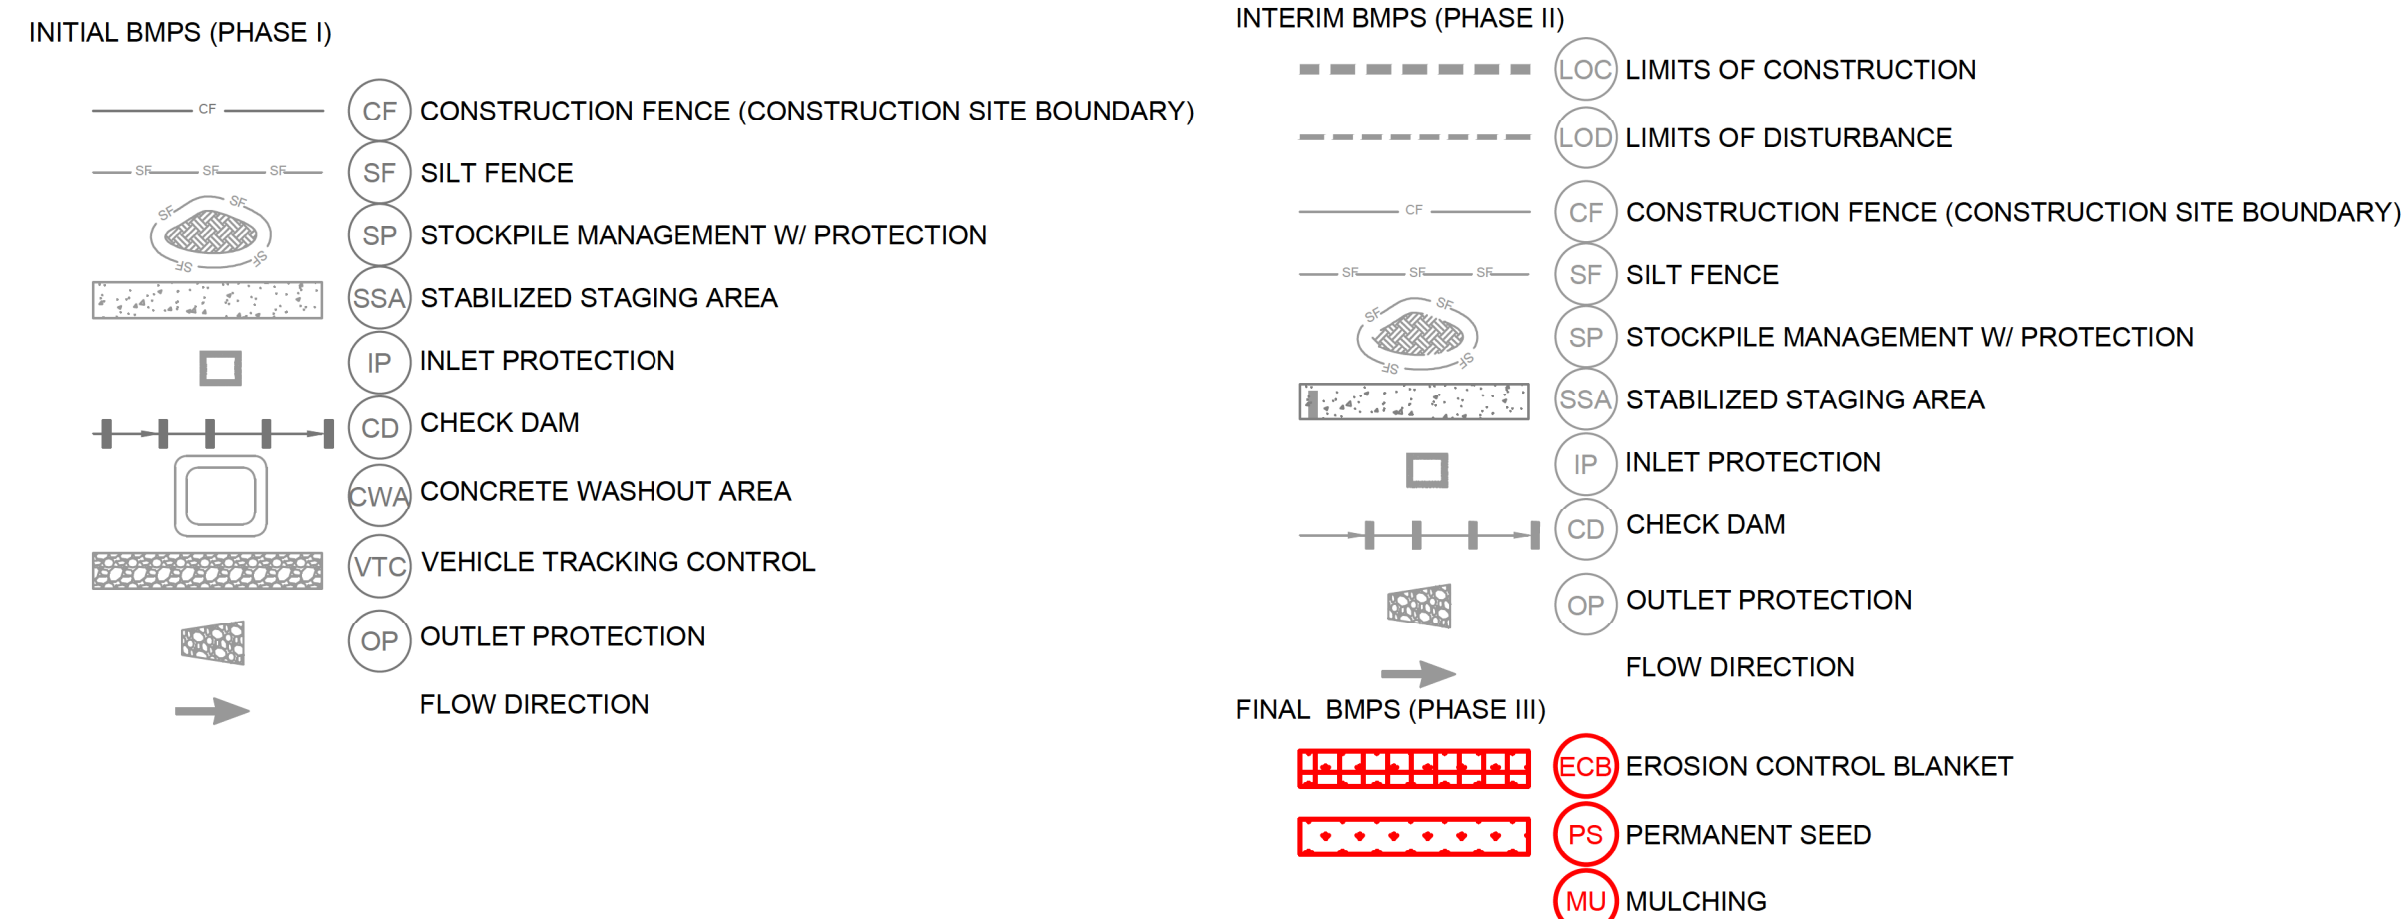 INITIAL BMPS (PHASE I)
CF CF CONSTRUCTION FENCE (CONSTRUCTION SITE BOUNDARY)
SF SF SF SF SILT FENCE
SF SF SF SF SP STOCKPILE MANAGEMENT W/ PROTECTION
SSA STABILIZED STAGING AREA
IP INLET PROTECTION
CD CHECK DAM
CWA CONCRETE WASHOUT AREA
VTC VEHICLE TRACKING CONTROL
OP OUTLET PROTECTION
FLOW DIRECTION
INTERIM BMPS (PHASE II)
LOC LIMITS OF CONSTRUCTION
LOD LIMITS OF DISTURBANCE
CF CF CONSTRUCTION FENCE (CONSTRUCTION SITE BOUNDARY)
SF SF SF SF SILT FENCE
SF SF SF SF SP STOCKPILE MANAGEMENT W/ PROTECTION
SSA STABILIZED STAGING AREA
IP INLET PROTECTION
CD CHECK DAM
OP OUTLET PROTECTION
FLOW DIRECTION
FINAL BMPS (PHASE III)
ECB EROSION CONTROL BLANKET
PS PERMANENT SEED
MU MULCHING